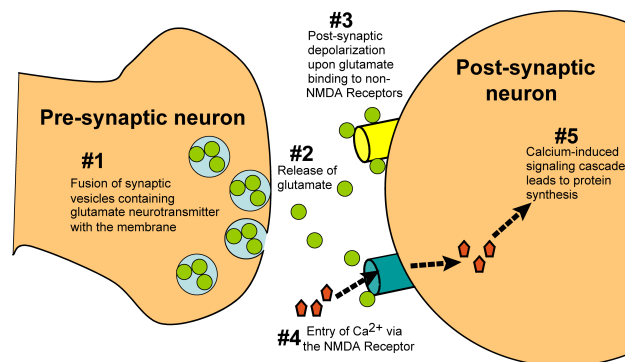 Pre-synaptic neuron
#1
Fusion of synaptic
vesicles containing
glutamate neurotransmitter
with the membrane
#2
Release of
glutamate
#3
Post-synaptic
depolarization
upon glutamate
binding to non-
NMDA Receptors
#4 Entry of Ca2+ via
the NMDA Receptor
Post-synaptic
neuron
#5
Calcium-induced
signaling cascade
leads to protein
synthesis